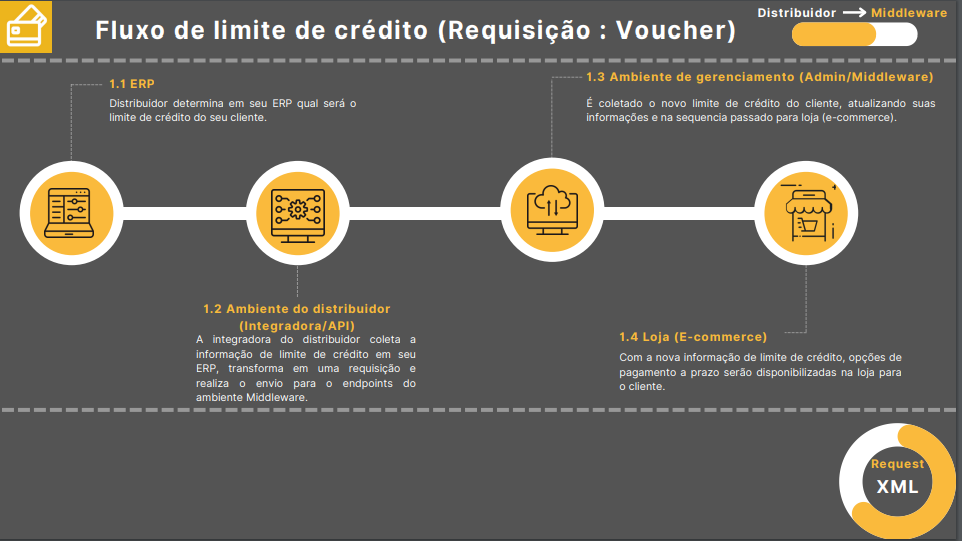 Fluxo de limite de crédito (Requisição : Voucher)
Distribuidor Middleware
1.1 ERP
Distribuidor determina em seu ERP qual será o
limite de crédito do seu cliente.
1.3 Ambiente de gerenciamento (Admin/Middleware)
É coletado o novo limite de crédito do cliente, atualizando suas
informações e na sequencia passado para loja (e-commerce).
1.2 Ambiente do distribuidor
(Integradora/API)
A integradora do distribuidor coleta a
informação de limite de crédito em seu
ERP, transforma em uma requisição e
realiza o envio para o endpoints do
ambiente Middleware.
1.4 Loja (E-commerce)
Com a nova informação de limite de crédito, opções de
pagamento a prazo serão disponibilizadas na loja para
o cliente.
Request
XML